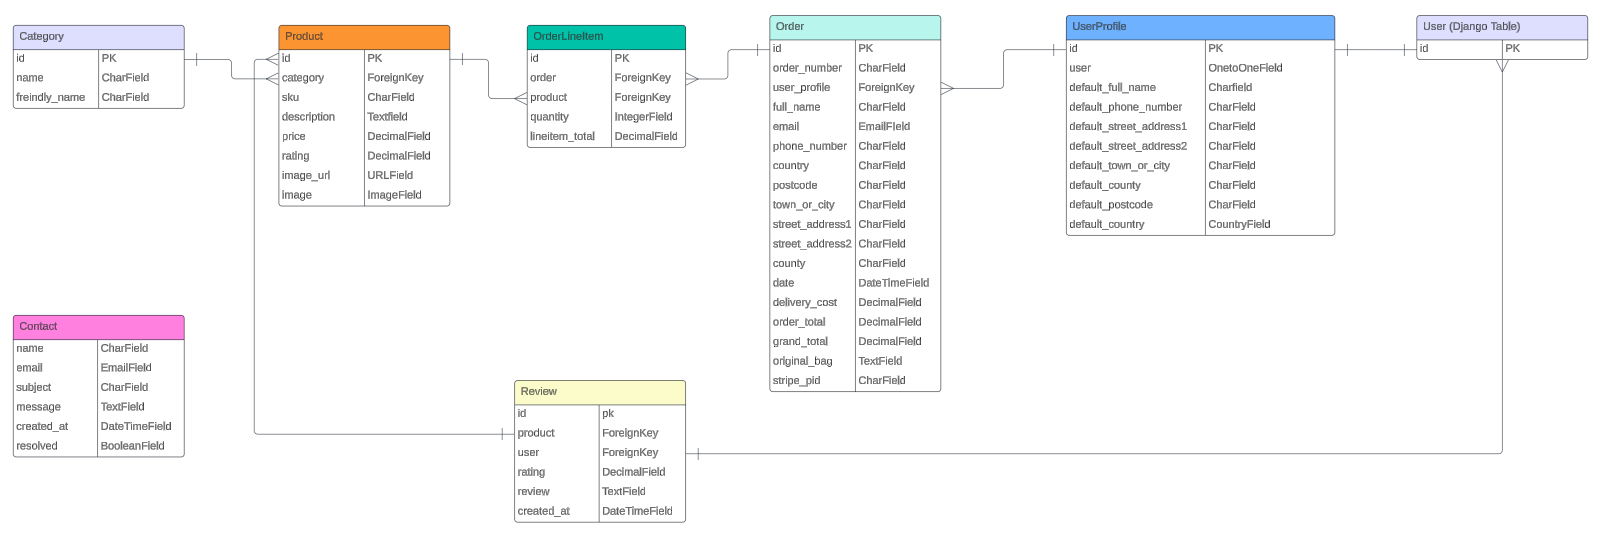 Category
id PK
name CharField
freindly_name CharField
Product
id PK
category ForeignKey
sku CharField
description Textfield
price DecimalField
rating DecimalField
image_url URLField
image ImageField
OrderLineItem
id PK
order ForeignKey
product ForeignKey
quantity IntegerField
lineitem_total DecimalField
Order
id PK
order_number CharField
user_profile ForeignKey
full_name CharField
email EmailField
phone_number CharField
country CharField
postcode CharField
town_or_city CharField
street_address1 CharField
street_address2 CharField
county CharField
date DateTimeField
delivery_cost DecimalField
order_total DecimalField
grand_total DecimalField
original_bag TextField
stripe_pid CharField
UserProfile
id PK
user OnetoOneField
default_full_name Charfield
default_phone_number CharField
default_street_address1 CharField
default_street_address2 CharField
default_town_or_city CharField
default_county CharField
default_postcode CharField
default_country CountryField
User (Django Table)
id PK
Contact
name CharField
email EmailField
subject CharField
message TextField
created_at DateTimeField
resolved BooleanField
Review
id pk
product ForeignKey
user ForeignKey
rating DecimalField
review TextField
created_at DateTimeField